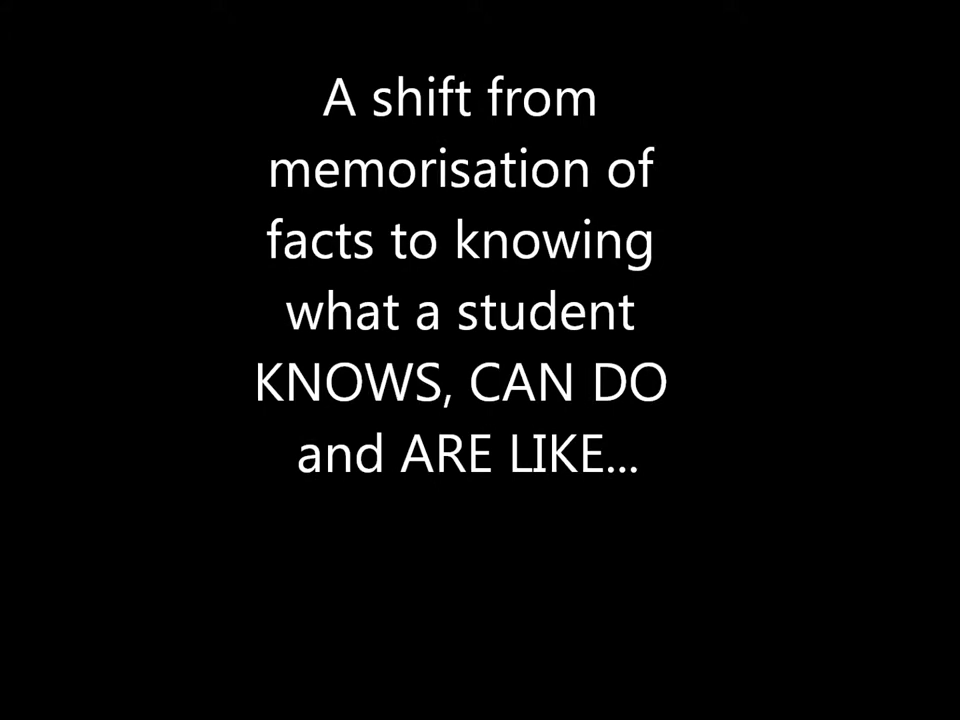 A shift from
memorisation of
facts to knowing
what a student
KNOWS, CAN DO
and ARE LIKE...